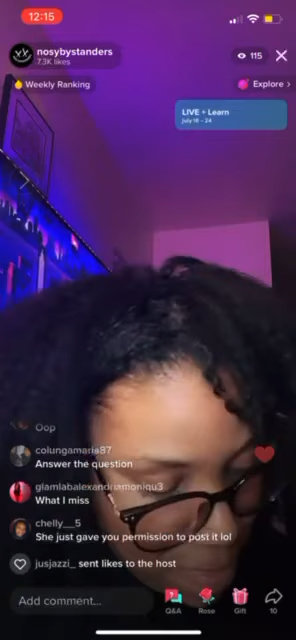 12:15
nosybystanders
7.3K likes
115
Weekly Ranking
Explore
LIVE + Learn
July 18 - 24
Oop
colungamaria87
Answer the question
giamlabalexandriamoniqu3
What I miss
chelly__5
She just gave you permission to post it lol
jusjazzi_ sent likes to the host
Add comment...
Q&A
Rose
Gift
10